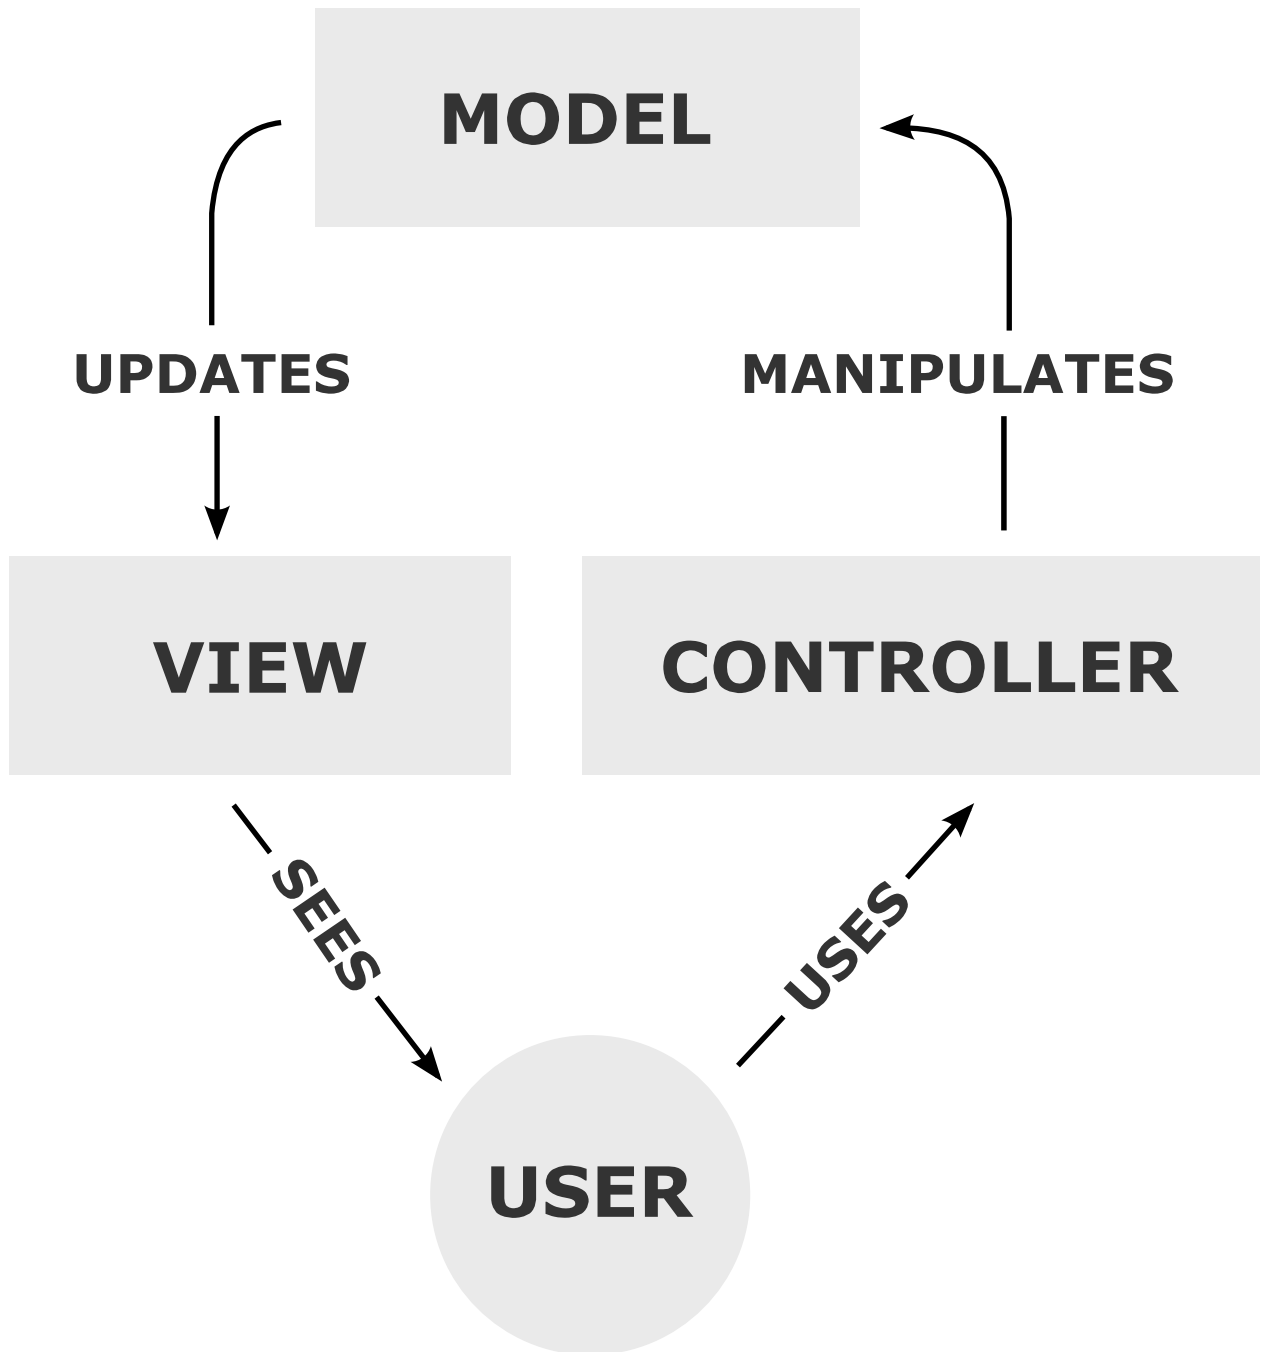 MODEL
UPDATES
MANIPULATES
VIEW
CONTROLLER
SEES
USES
USER